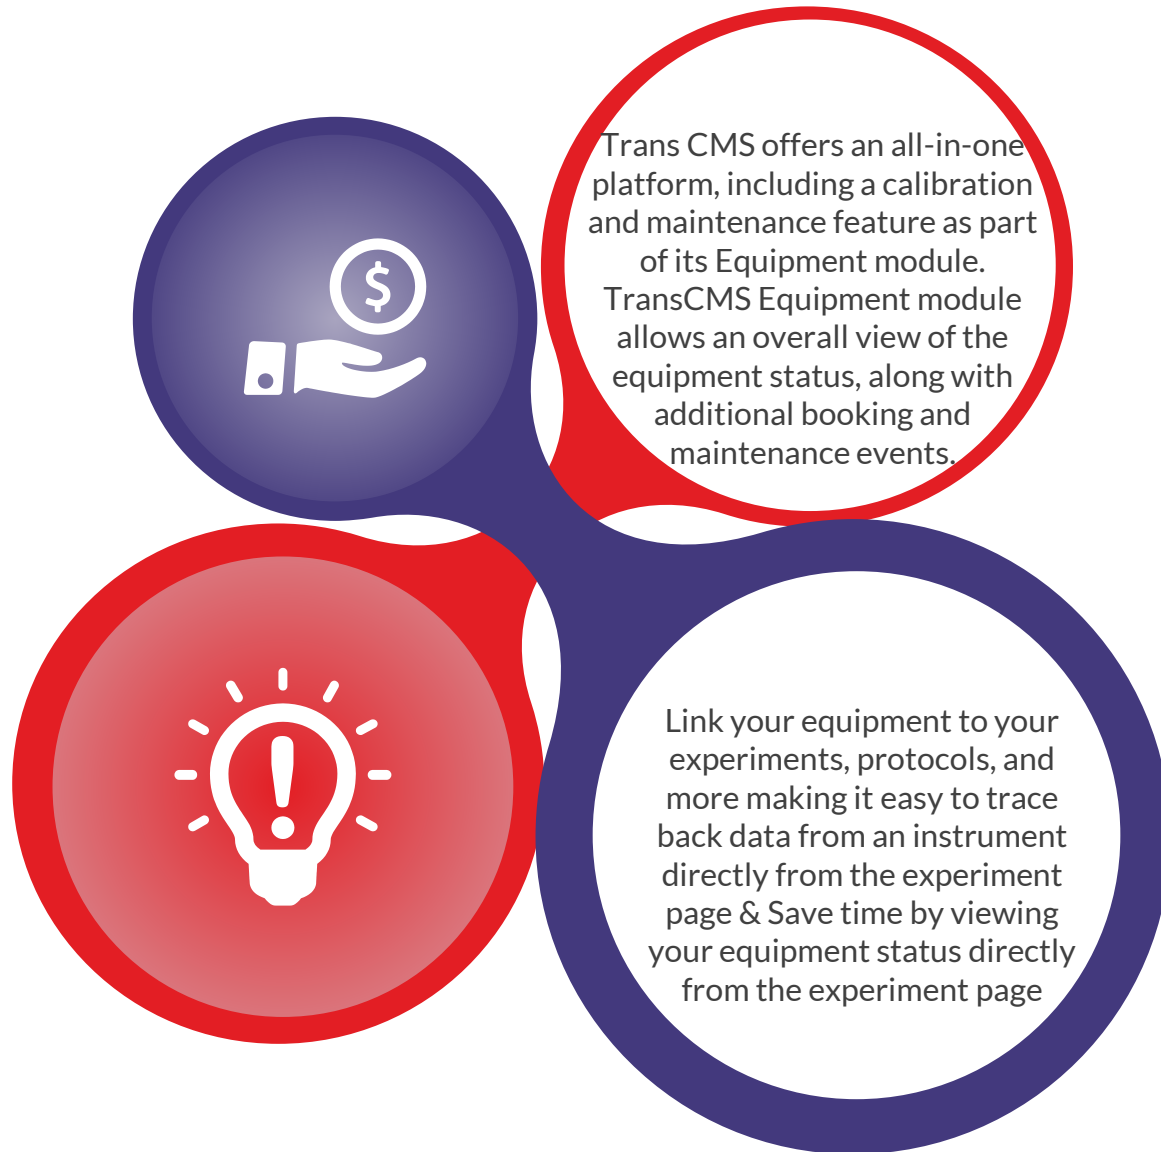 $
Trans CMS offers an all-in-one
platform, including a calibration
and maintenance feature as part
of its Equipment module.
TransCMS Equipment module
allows an overall view of the
equipment status, along with
additional booking and
maintenance events.
!
Link your equipment to your
experiments, protocols, and
more making it easy to trace
back data from an instrument
directly from the experiment
page & Save time by viewing
your equipment status directly
from the experiment page